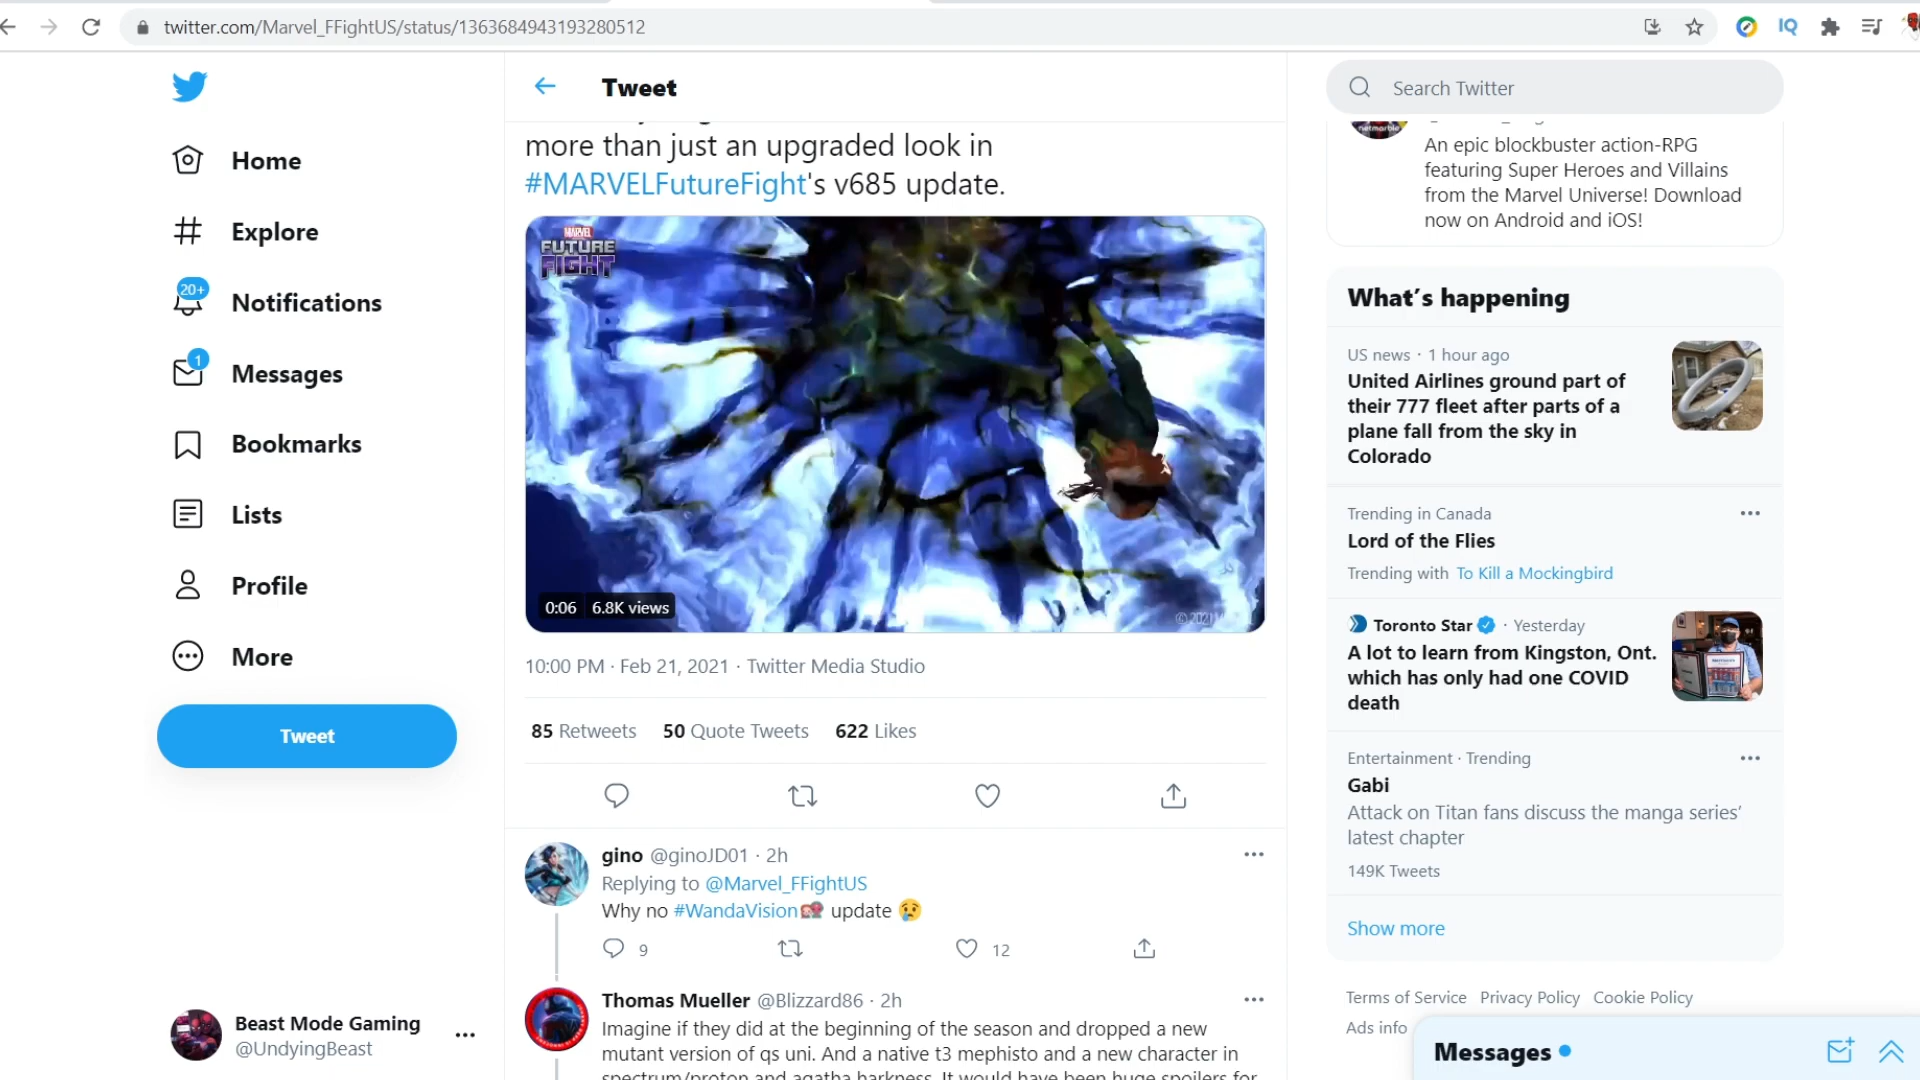 twitter.com/Marvel_FFightUS/status/1363684943193280512
IQ
Home
Explore
20+
Notifications
1
Messages
Bookmarks
Lists
Profile
More
Tweet
Beast Mode Gaming
@UndyingBeast
Tweet
more than just an upgraded look in
#MARVELFutureFight's v685 update.
MARVEL
FUTURE
FIGHT
0:06 6.8K views
10:00 PM · Feb 21, 2021 · Twitter Media Studio
85 Retweets 50 Quote Tweets 622 Likes
gino @ginoJD01 · 2h
Replying to @Marvel_FFightUS
Why no #WandaVision update 😢
9 12
Thomas Mueller @Blizzard86 · 2h
Imagine if they did at the beginning of the season and dropped a new
mutant version of qs uni. And a native t3 mephisto and a new character in
spectrum/proton and agatha harkness. It would have been huge spoilers for
Search Twitter
netmarble
An epic blockbuster action-RPG
featuring Super Heroes and Villains
from the Marvel Universe! Download
now on Android and iOS!
What's happening
US news · 1 hour ago
United Airlines ground part of
their 777 fleet after parts of a
plane fall from the sky in
Colorado
Trending in Canada
Lord of the Flies
Trending with To Kill a Mockingbird
Toronto Star · Yesterday
A lot to learn from Kingston, Ont.
which has only had one COVID
death
Entertainment · Trending
Gabi
Attack on Titan fans discuss the manga series'
latest chapter
149K Tweets
Show more
Terms of Service Privacy Policy Cookie Policy
Ads info
Messages